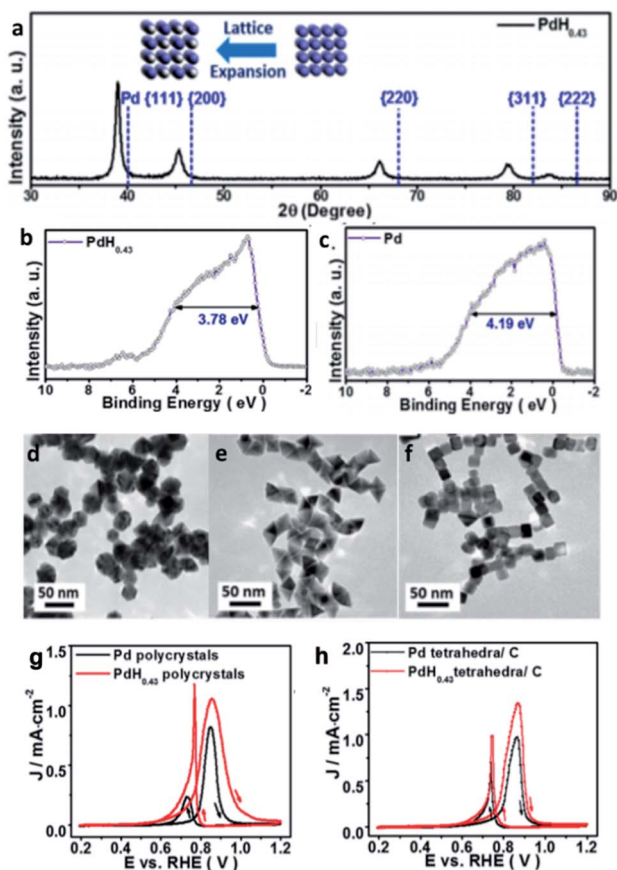 a
Lattice
Expansion
PdH0.43
Pd {111} {200}
{220}
{311} {222}
Intensity (a. u.)
30 40 50 60 70 80 90
2θ (Degree)
b
PdH0.43
3.78 eV
Intensity (a. u.)
10 8 6 4 2 0 -2
Binding Energy ( eV )
c.
Pd
4.19 eV
Intensity (a. u.)
10 8 6 4 2 0 -2
Binding Energy ( eV )
d
50 nm
e
50 nm
f
50 nm
g
Pd polycrystals
PdH0.43 polycrystals
J / mA·cm-2
1.5
1.0
0.5
0.0
0.2 0.4 0.6 0.8 1.0 1.2
E vs. RHE ( V )
h
Pd tetrahedra/ C
PdH0.43 tetrahedra/ C
J / mA·cm-2
2.0
1.5
1.0
0.5
0.0
0.2 0.4 0.6 0.8 1.0 1.2
E vs. RHE ( V )